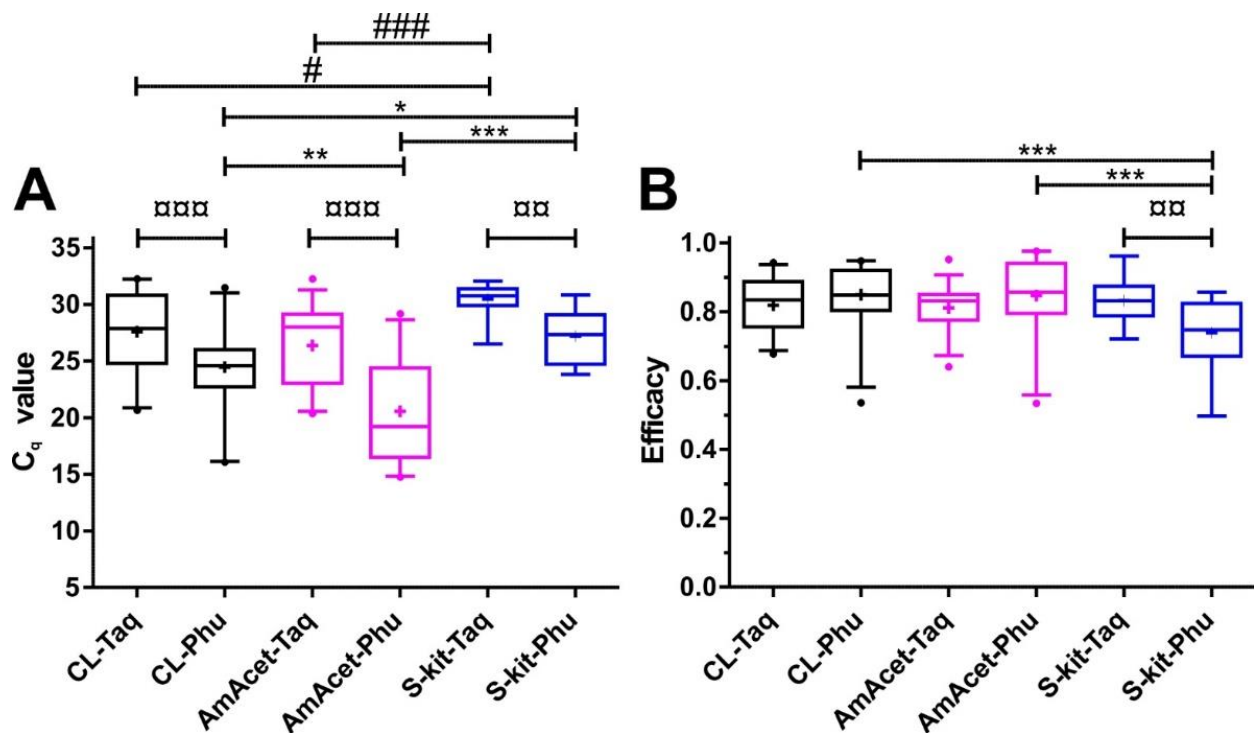 ###
#
*
***
**
A
¤¤¤ ¤¤¤ ¤¤
C_q value
35
30
25
20
15
10
5
CL-Taq
CL-Phu
AmAcet-Taq
AmAcet-Phu
S-kit-Taq
S-kit-Phu
***
***
B
¤¤
Efficacy
1.0
0.8
0.6
0.4
0.2
0.0
CL-Taq
CL-Phu
AmAcet-Taq
AmAcet-Phu
S-kit-Taq
S-kit-Phu